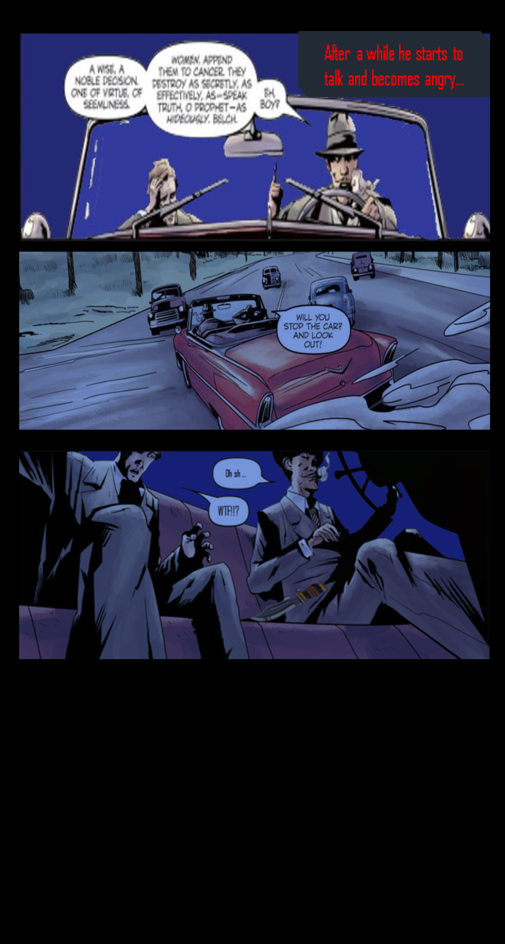 After a while he starts to
talk and becomes angry...
A WISE, A
NOBLE DECISION.
ONE OF VIRTUE, OF
SEEMLINESS.
WOMEN, APPEND
THEM TO CANCER. THEY
DESTROY AS SECRETLY, AS
EFFECTIVELY, AS—SPEAK
TRUTH, O PROPHET—AS
HIDEOUSLY. BELCH.
EH,
BOY?
WILL YOU
STOP THE CAR?
AND LOOK
OUT!
Oh sh...
WTF!!?